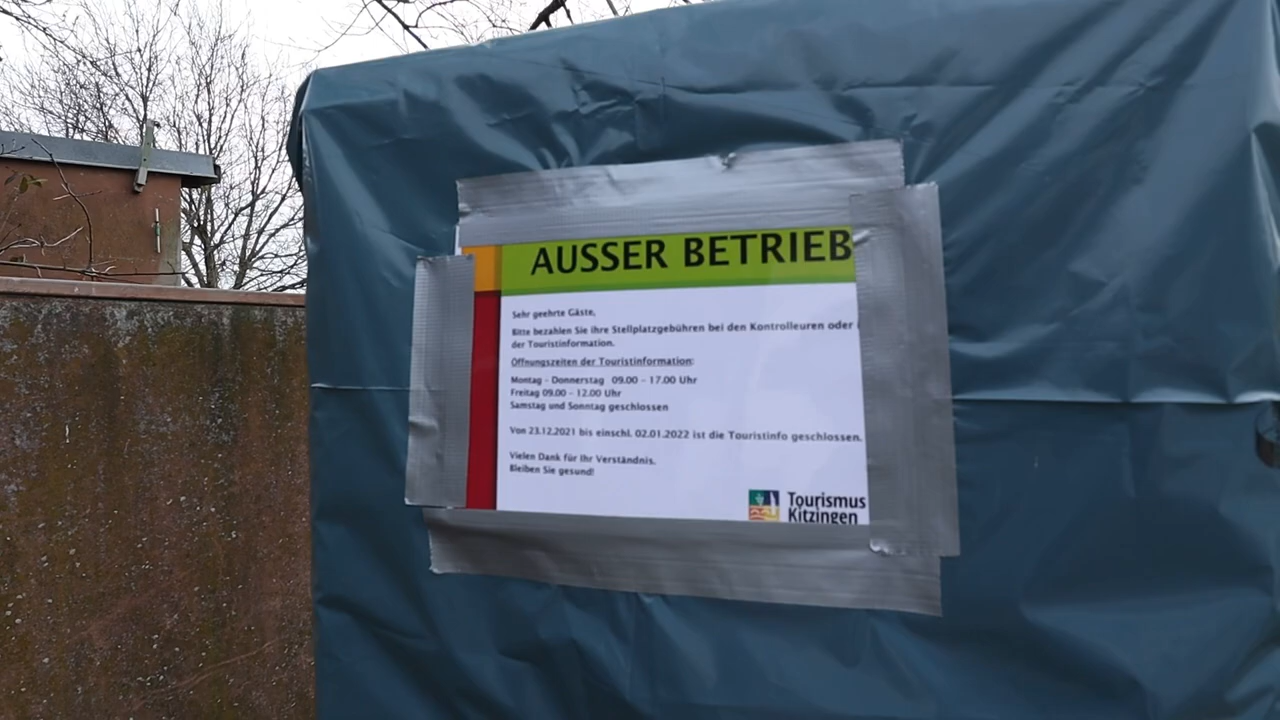 AUSSER BETRIEB
Sehr geehrte Gäste,
Bitte bezahlen Sie ihre Stellplatzgebühren bei den Kontrolleuren oder
der Touristinformation.
Öffnungszeiten der Touristinformation:
Montag - Donnerstag 09.00 - 17.00 Uhr
Freitag 09.00 - 12.00 Uhr
Samstag und Sonntag geschlossen
Von 23.12.2021 bis einschl. 02.01.2022 ist die Touristinfo geschlossen.
Vielen Dank für Ihr Verständnis.
Bleiben Sie gesund!
Tourismus
Kitzingen